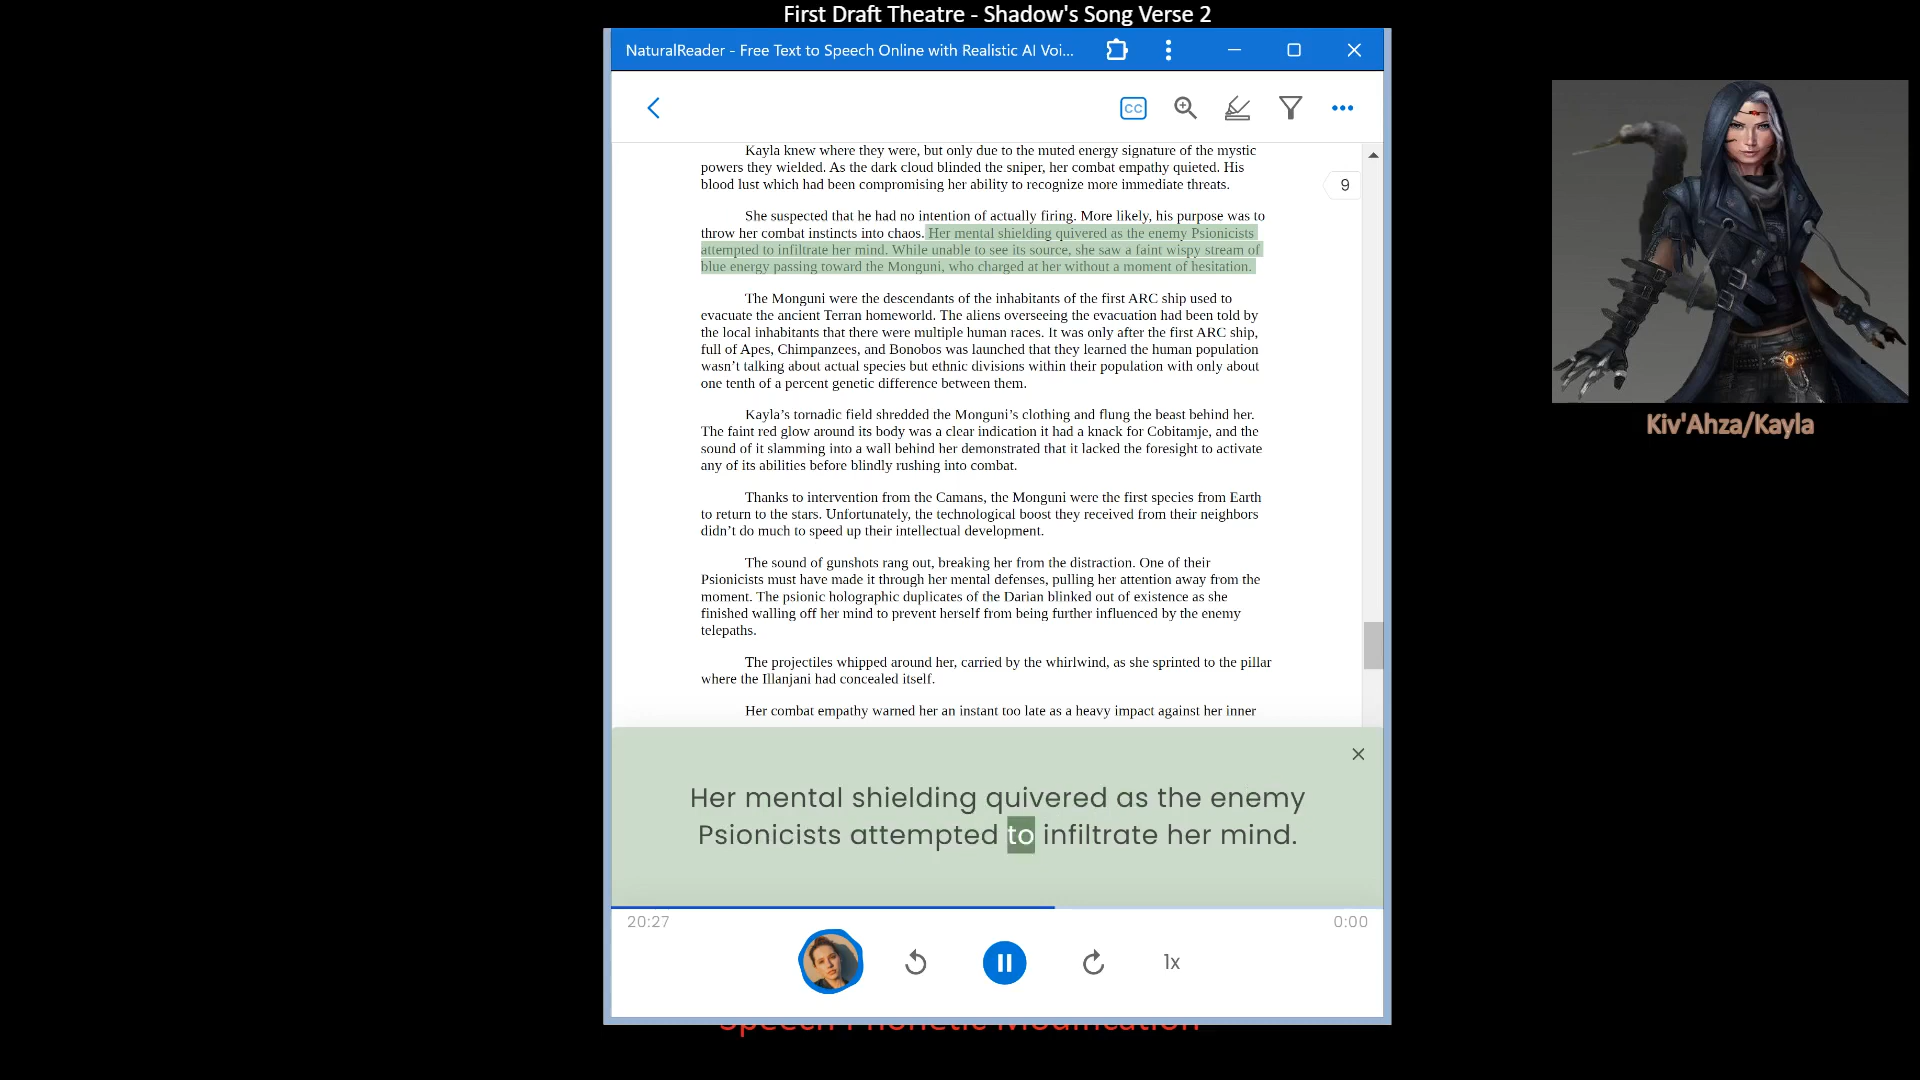 First Draft Theatre - Shadow's Song Verse 2
NaturalReader - Free Text to Speech Online with Realistic AI Voi...
CC
9
Kayla knew where they were, but only due to the muted energy signature of the mystic
powers they wielded. As the dark cloud blinded the sniper, her combat empathy quieted. His
blood lust which had been compromising her ability to recognize more immediate threats.
She suspected that he had no intention of actually firing. More likely, his purpose was to
throw her combat instincts into chaos. Her mental shielding quivered as the enemy Psionicists
attempted to infiltrate her mind. While unable to see its source, she saw a faint wispy stream of
blue energy passing toward the Monguni, who charged at her without a moment of hesitation.
The Monguni were the descendants of the inhabitants of the first ARC ship used to
evacuate the ancient Terran homeworld. The aliens overseeing the evacuation had been told by
the local inhabitants that there were multiple human races. It was only after the first ARC ship,
full of Apes, Chimpanzees, and Bonobos was launched that they learned the human population
wasn't talking about actual species but ethnic divisions within their population with only about
one tenth of a percent genetic difference between them.
Kayla's tornadic field shredded the Monguni's clothing and flung the beast behind her.
The faint red glow around its body was a clear indication it had a knack for Cobitamje, and the
sound of it slamming into a wall behind her demonstrated that it lacked the foresight to activate
any of its abilities before blindly rushing into combat.
Thanks to intervention from the Camans, the Monguni were the first species from Earth
to return to the stars. Unfortunately, the technological boost they received from their neighbors
didn't do much to speed up their intellectual development.
The sound of gunshots rang out, breaking her from the distraction. One of their
Psionicists must have made it through her mental defenses, pulling her attention away from the
moment. The psionic holographic duplicates of the Darian blinked out of existence as she
finished walling off her mind to prevent herself from being further influenced by the enemy
telepaths.
The projectiles whipped around her, carried by the whirlwind, as she sprinted to the pillar
where the Illanjani had concealed itself.
Her combat empathy warned her an instant too late as a heavy impact against her inner
Her mental shielding quivered as the enemy
Psionicists attempted to infiltrate her mind.
20:27
0:00
1x
Speech Phonetic Modification
Kiv'Ahza/Kayla